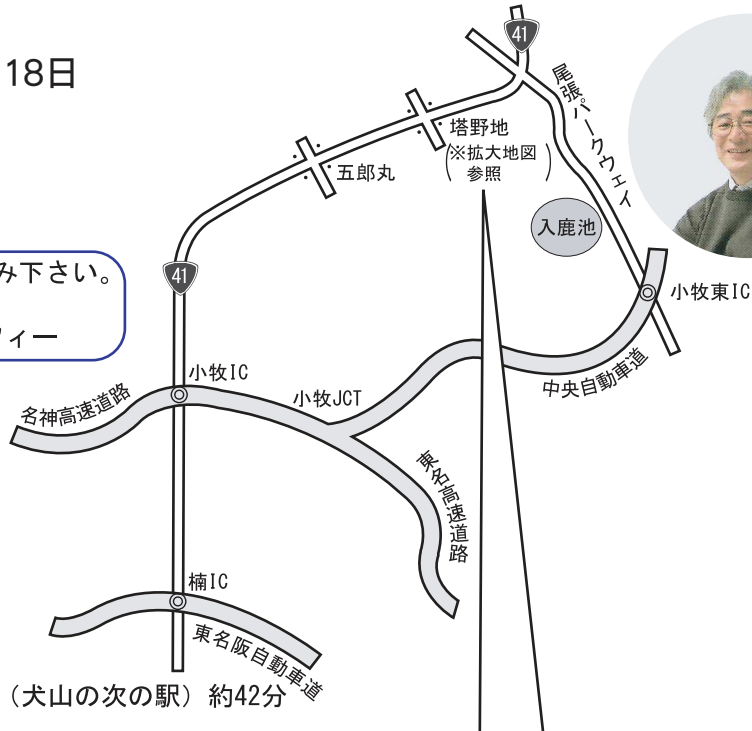 18日
41
尾張パークウェイ
塔野地
(※拡大地図
参照)
五郎丸
入鹿池
み下さい。
41
ィー
小牧東IC
小牧IC
小牧JCT
中央自動車道
名神高速道路
東名高速道路
楠IC
東名阪自動車道
(犬山の次の駅)約42分